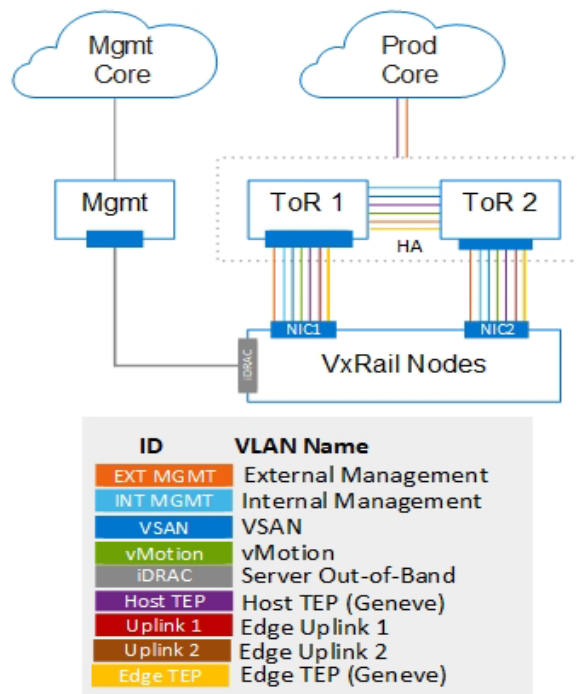 Mgmt
Core
Prod
Core
Mgmt
ToR 1
ToR 2
HA
NIC1
NIC2
iDRAC
VxRail Nodes
ID VLAN Name
EXT MGMT External Management
INT MGMT Internal Management
VSAN VSAN
vMotion vMotion
iDRAC Server Out-of-Band
Host TEP Host TEP (Geneve)
Uplink 1 Edge Uplink 1
Uplink 2 Edge Uplink 2
Edge TEP Edge TEP (Geneve)